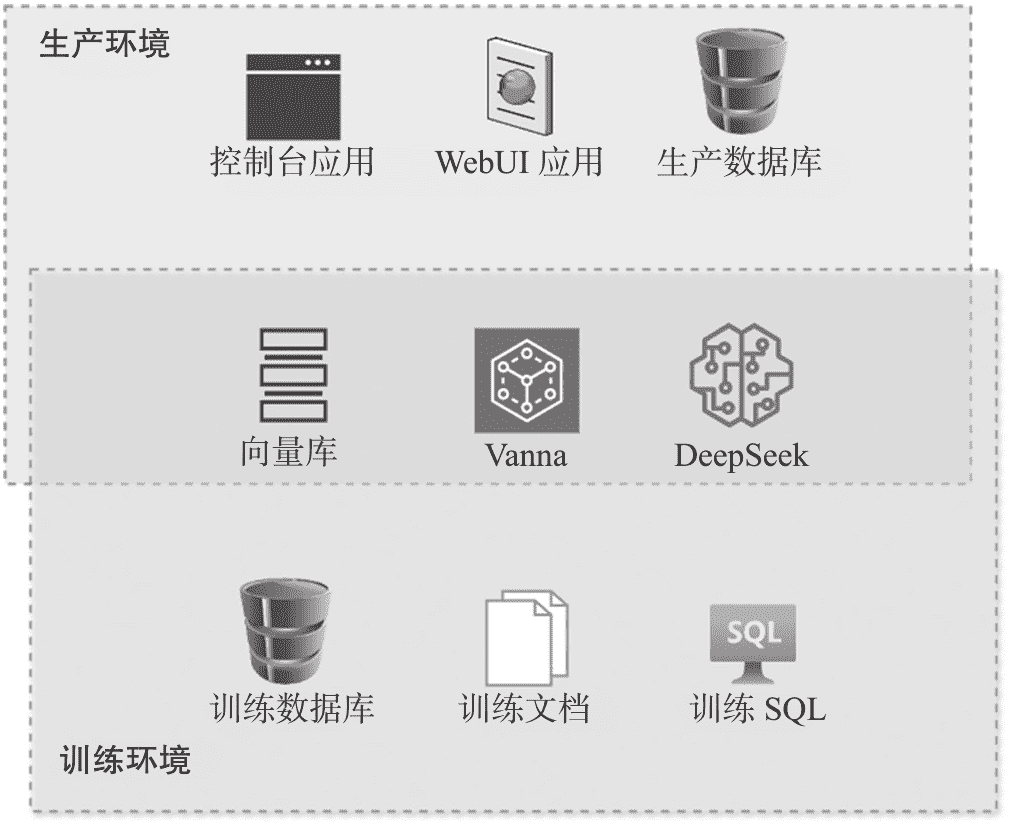 生产环境
控制台应用
WebUI 应用
生产数据库
向量库
Vanna
DeepSeek
SQL
训练数据库
训练文档
训练 SQL
训练环境